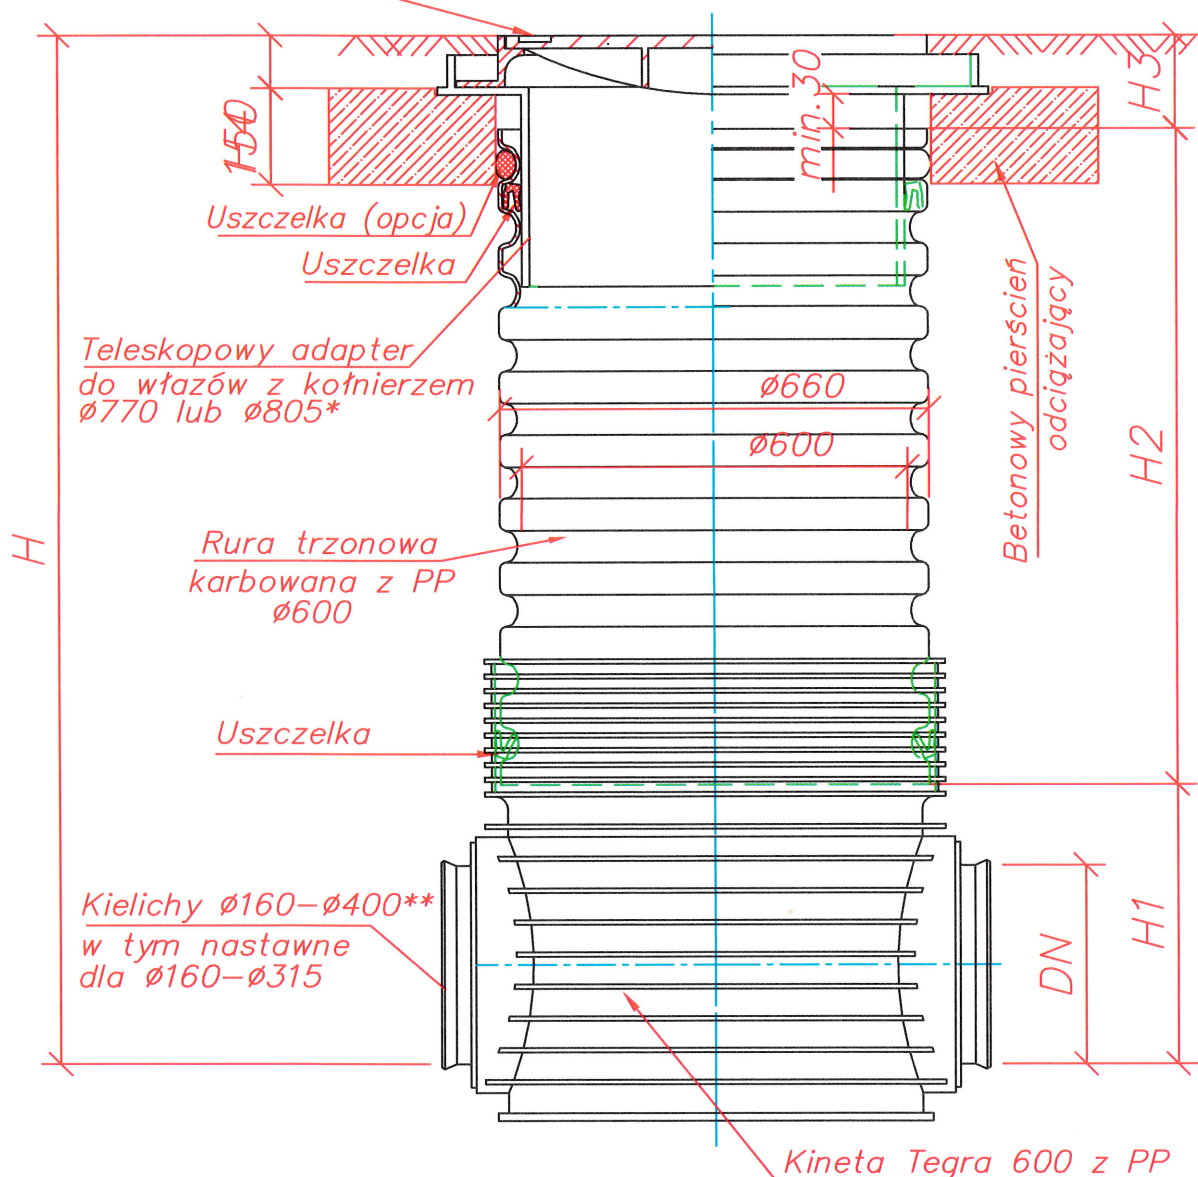 H3
min. 30
150
Uszczelka (opcja)
Uszczelka
Teleskopowy adapter
do włazów z kołnierzem
ø770 lub ø805*
Betonowy pierścień
odciążający
ø660
ø600
H2
H
Rura trzonowa
karbowana z PP
ø600
Uszczelka
Kielichy ø160-ø400**
w tym nastawne
dla ø160-ø315
DN
H1
Kineta Tegra 600 z PP